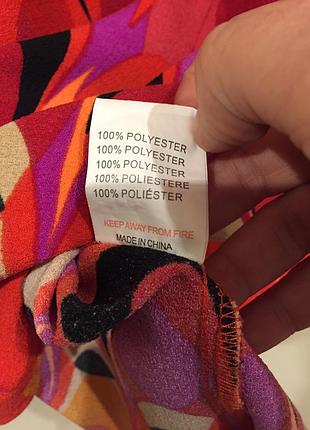 100% POLYESTER
100% POLYESTER
100% POLYESTER
100% POLIESTERE
100% POLIÉSTER
KEEP AWAY FROM FIRE
MADE IN CHINA